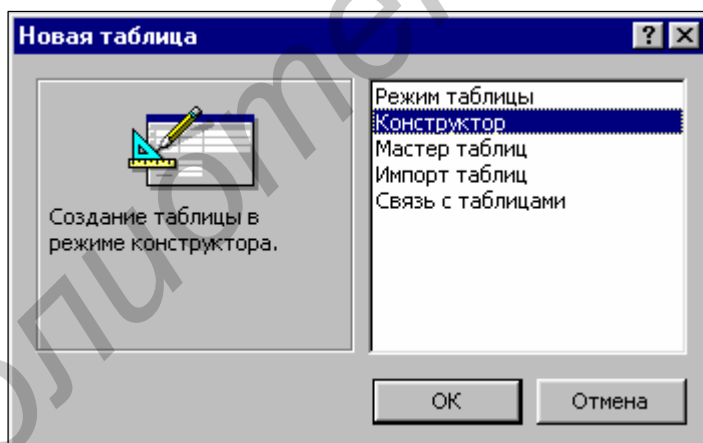 Новая таблица
Режим таблицы
Конструктор
Мастер таблиц
Импорт таблиц
Связь с таблицами
Создание таблицы в
режиме конструктора.
ОК
Отмена